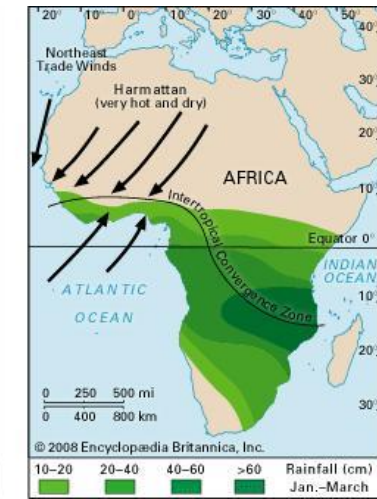 20° 10° 0° 10° 20° 30° 40° 50°
40°
Northeast
Trade Winds
Harmattan
(very hot and dry)
30°
20°
AFRICA
10°
Intertropical Convergence Zone
Equator 0°
INDIAN
OCEAN
ATLANTIC
OCEAN
10°
20°
0 250 500 mi
0 400 800 km
30°
© 2008 Encyclopædia Britannica, Inc.
10–20 20–40 40–60 >60 Rainfall (cm)
Jan.–March